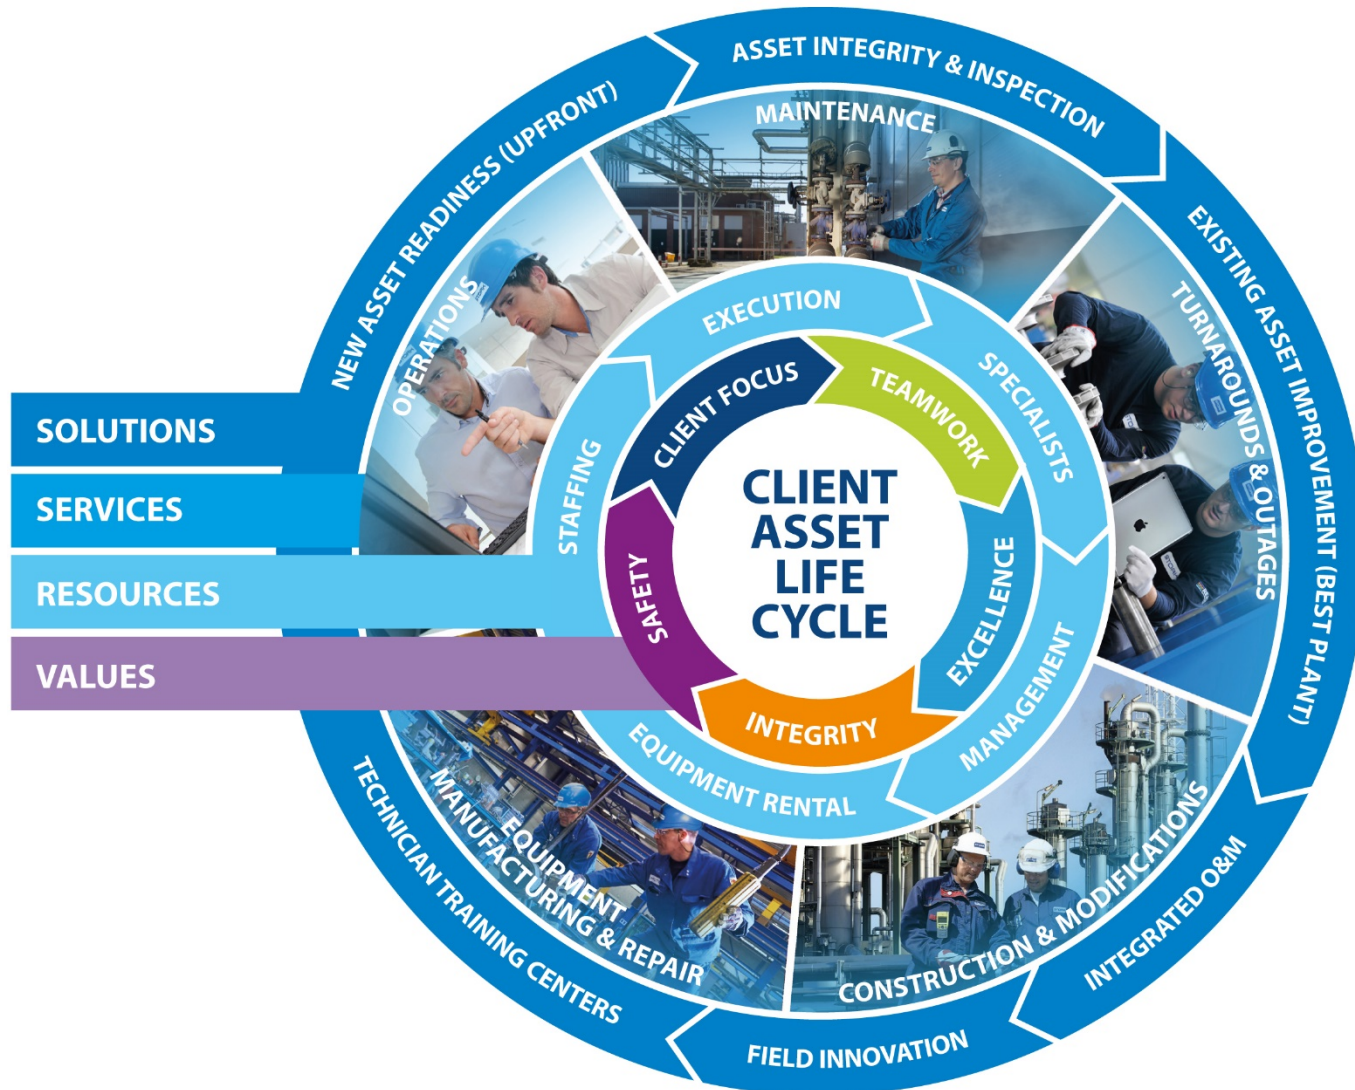 SOLUTIONS
SERVICES
RESOURCES
VALUES
NEW ASSET READINESS (UPFRONT)
ASSET INTEGRITY & INSPECTION
EXISTING ASSET IMPROVEMENT (BEST PLANT)
INTEGRATED O&M
FIELD INNOVATION
TECHNICIAN TRAINING CENTERS
OPERATIONS
MAINTENANCE
TURNAROUNDS & OUTAGES
CONSTRUCTION & MODIFICATIONS
EQUIPMENT
MANUFACTURING & REPAIR
STAFFING
EXECUTION
SPECIALISTS
MANAGEMENT
EQUIPMENT RENTAL
SAFETY
CLIENT FOCUS
TEAMWORK
EXCELLENCE
INTEGRITY
CLIENT
ASSET
LIFE
CYCLE